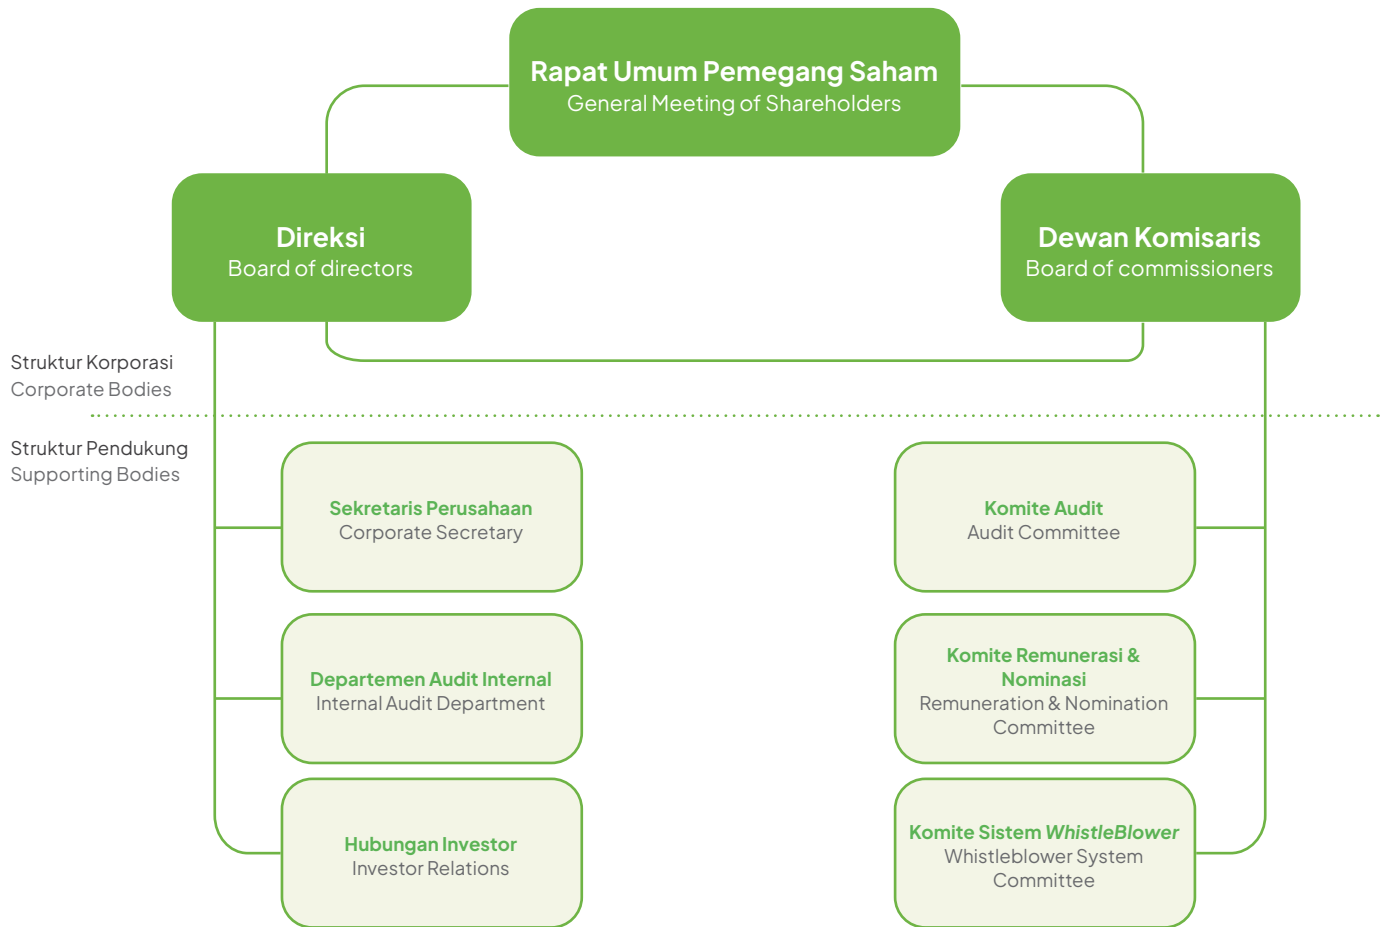 Rapat Umum Pemegang Saham
General Meeting of Shareholders
Direksi
Board of directors
Dewan Komisaris
Board of commissioners
Struktur Korporasi
Corporate Bodies
Struktur Pendukung
Supporting Bodies
Sekretaris Perusahaan
Corporate Secretary
Komite Audit
Audit Committee
Departemen Audit Internal
Internal Audit Department
Komite Remunerasi &
Nominasi
Remuneration & Nomination
Committee
Hubungan Investor
Investor Relations
Komite Sistem WhistleBlower
Whistleblower System
Committee